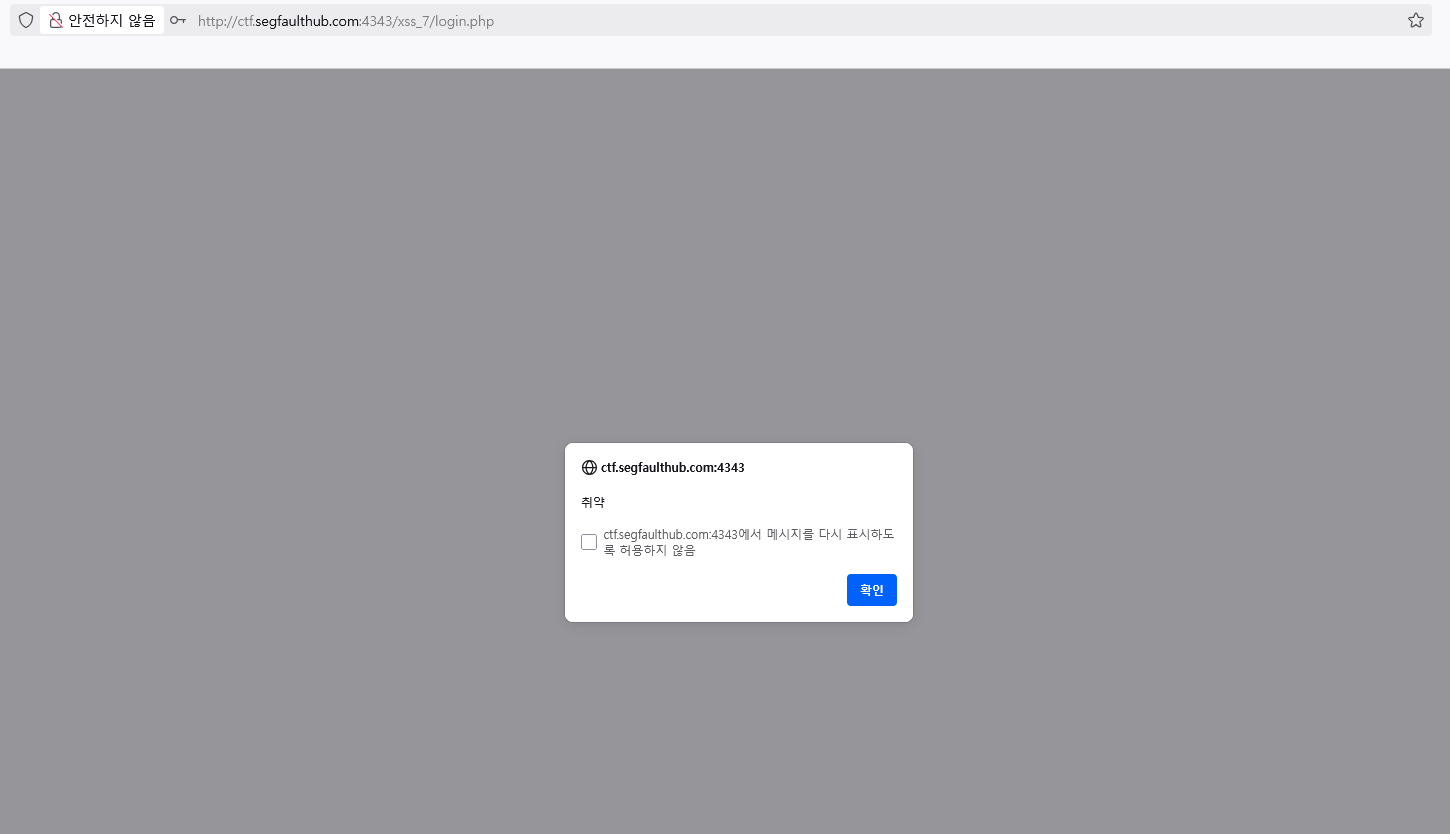 안전하지 않음 http://ctf.segfaulthub.com:4343/xss_7/login.php
ctf.segfaulthub.com:4343
취약
ctf.segfaulthub.com:4343에서 메시지를 다시 표시하도
록 허용하지 않음
확인